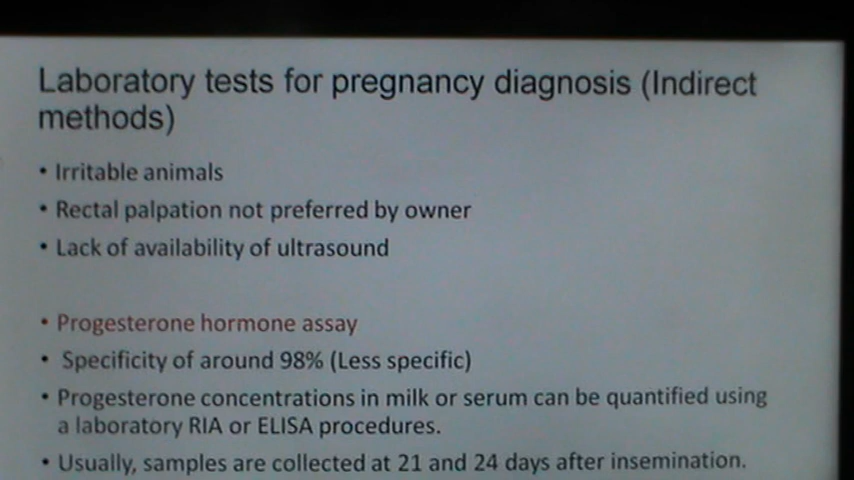 Laboratory tests for pregnancy diagnosis (Indirect
methods)
• Irritable animals
• Rectal palpation not preferred by owner
• Lack of availability of ultrasound
• Progesterone hormone assay
• Specificity of around 98% (Less specific)
• Progesterone concentrations in milk or serum can be quantified using
a laboratory RIA or ELISA procedures.
• Usually, samples are collected at 21 and 24 days after insemination.